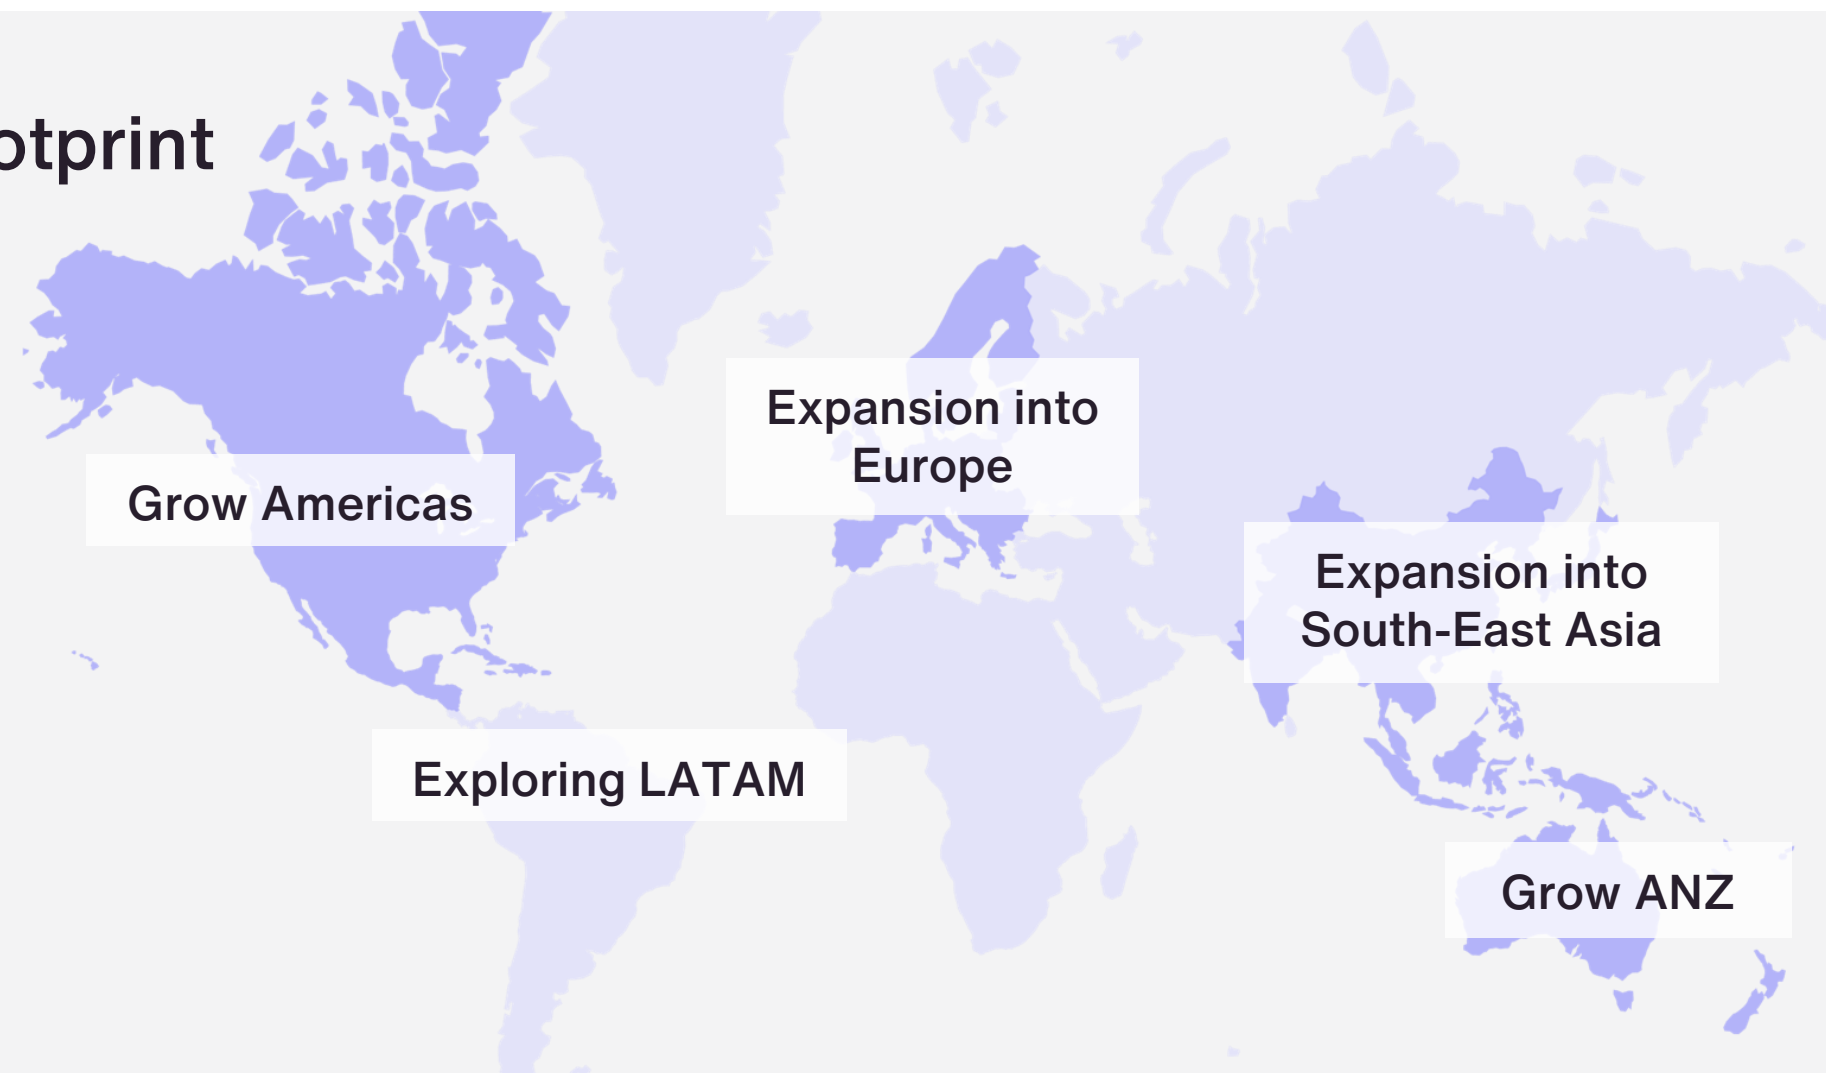 otprint
Expansion into
Europe
Grow Americas
Expansion into
South-East Asia
Exploring LATAM
Grow ANZ